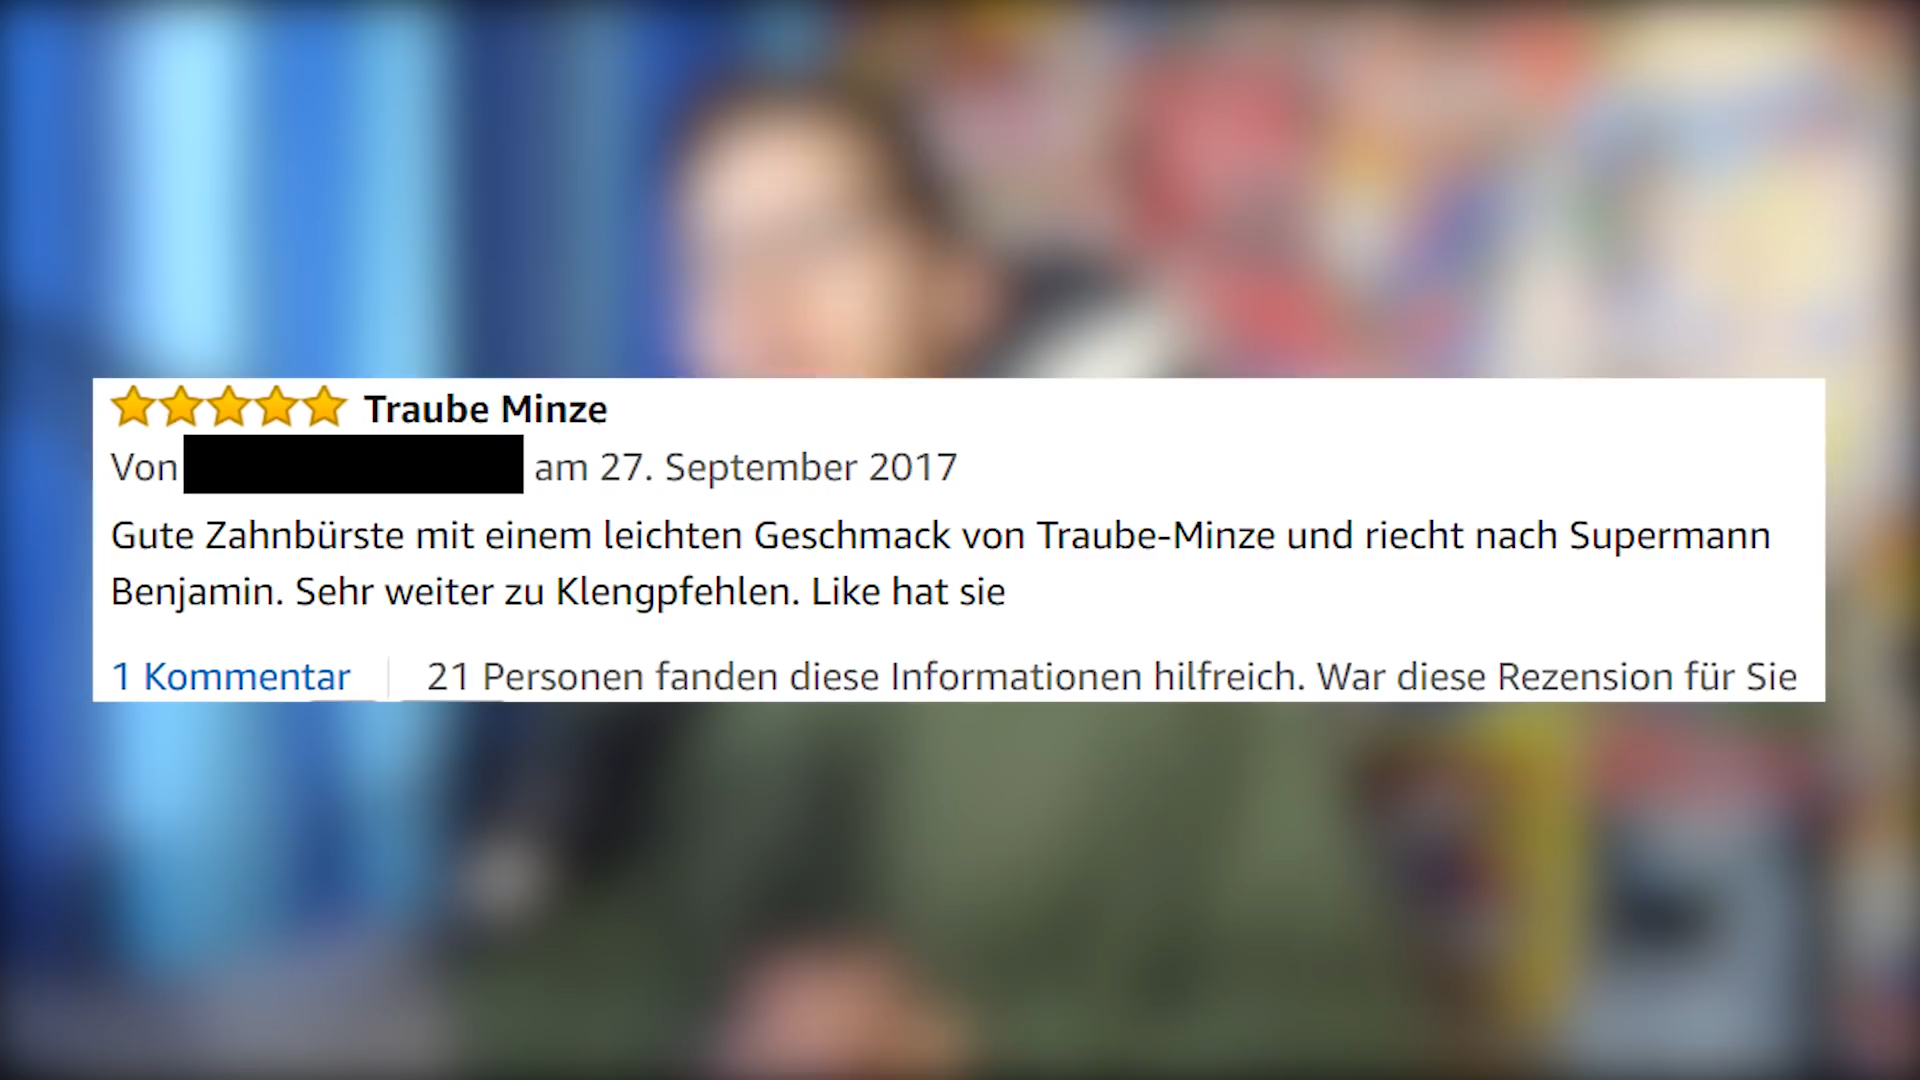 Traube Minze
Von am 27. September 2017
Gute Zahnbürste mit einem leichten Geschmack von Traube-Minze und riecht nach Supermann
Benjamin. Sehr weiter zu Klengpfehlen. Like hat sie
1 Kommentar 21 Personen fanden diese Informationen hilfreich. War diese Rezension für Sie